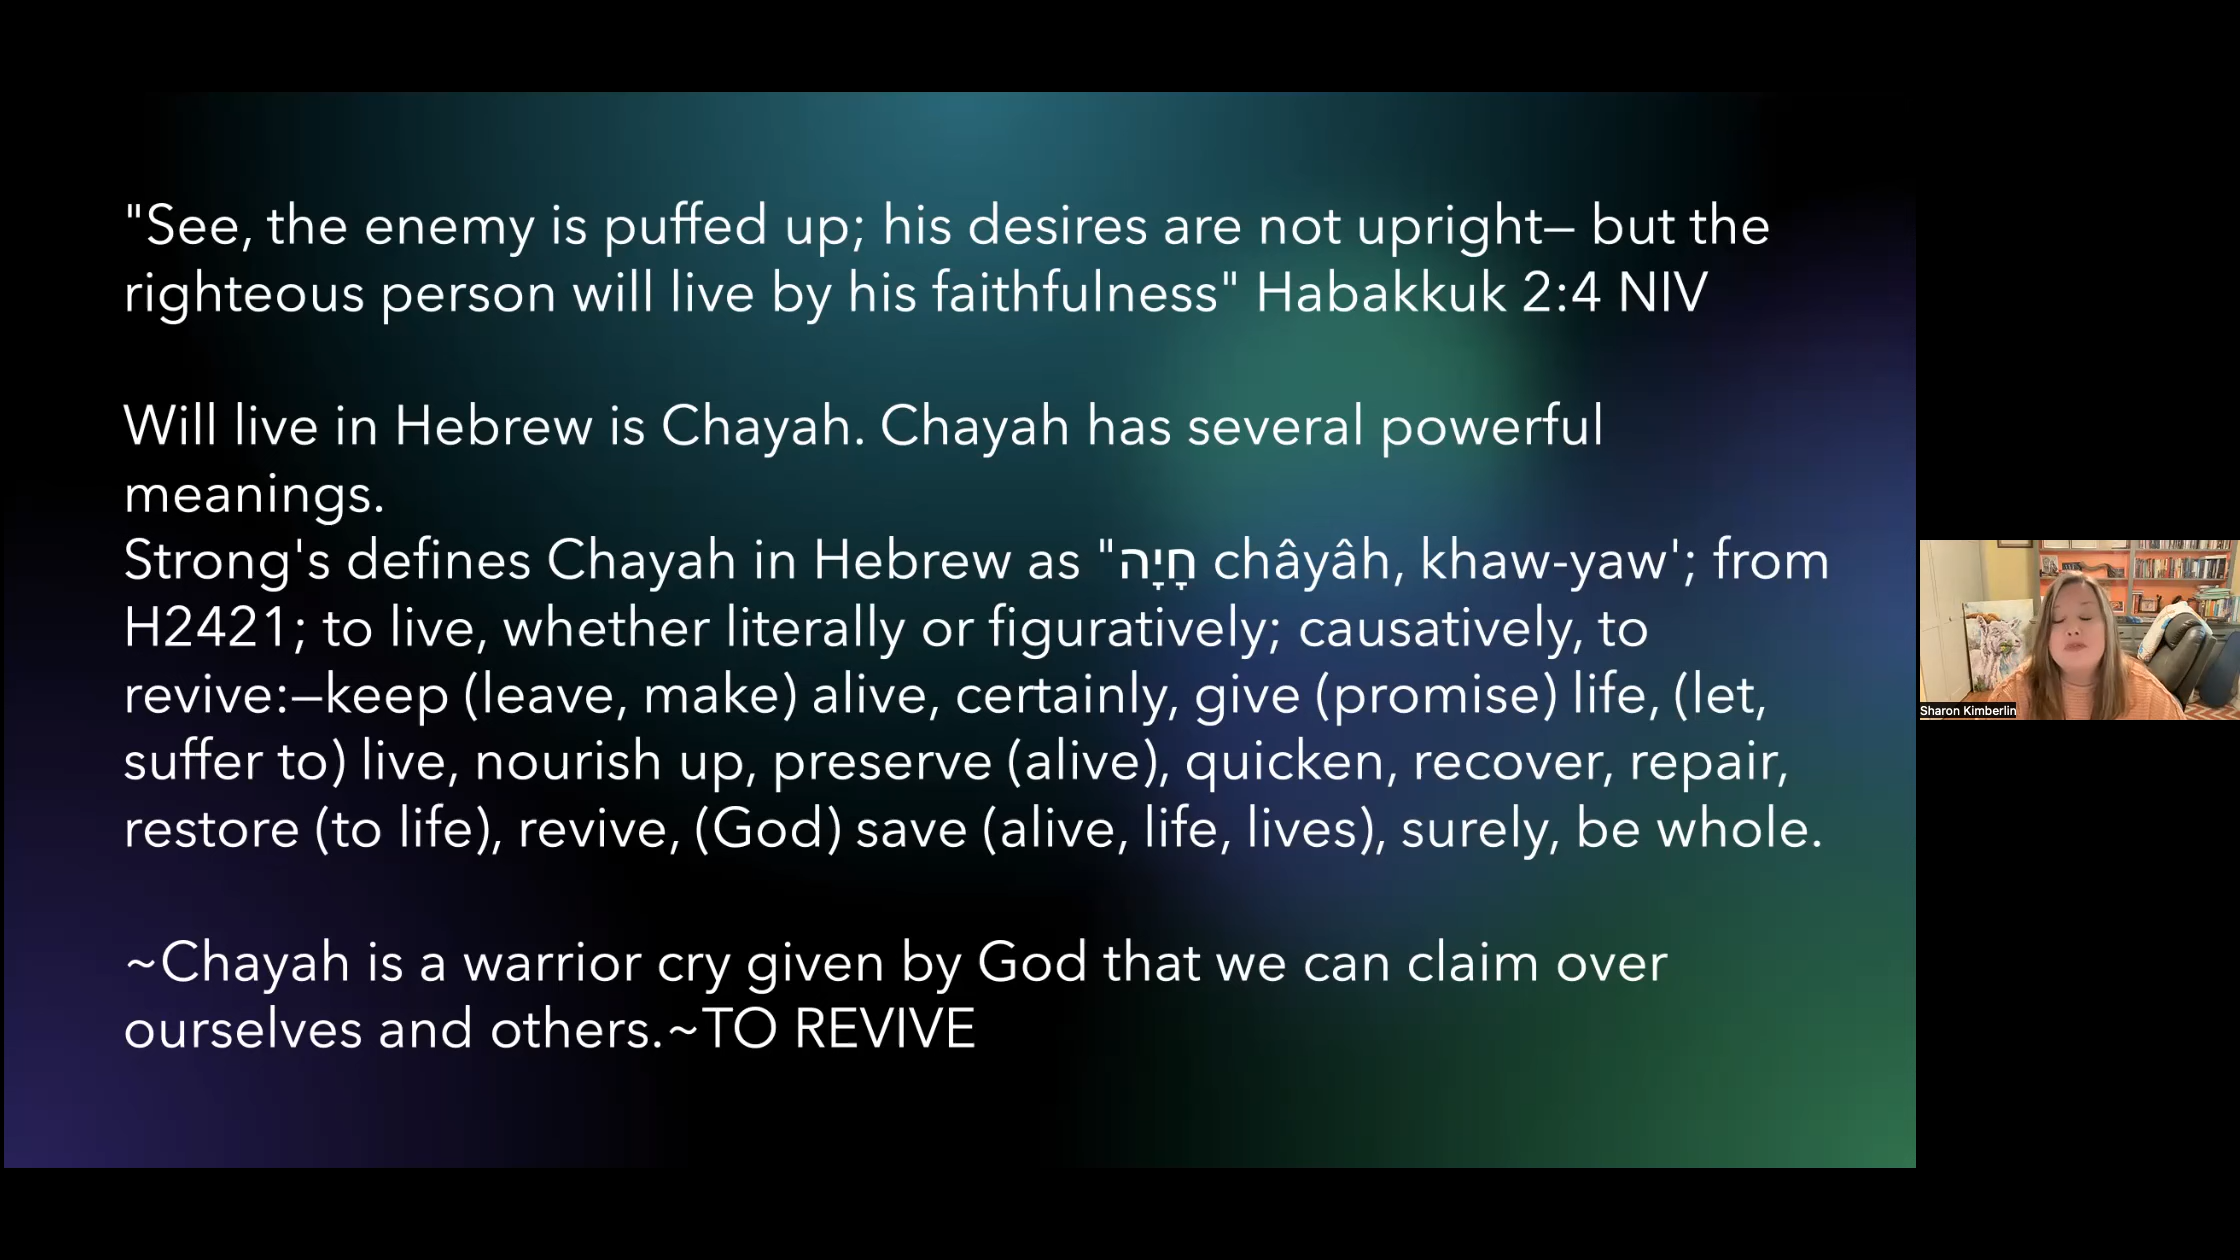 "See, the enemy is puffed up; his desires are not upright– but the
righteous person will live by his faithfulness" Habakkuk 2:4 NIV
Will live in Hebrew is Chayah. Chayah has several powerful
meanings.
Strong's defines Chayah in Hebrew as "חָיָה châyâh, khaw-yaw'; from
H2421; to live, whether literally or figuratively; causatively, to
revive:—keep (leave, make) alive, certainly, give (promise) life, (let,
suffer to) live, nourish up, preserve (alive), quicken, recover, repair,
restore (to life), revive, (God) save (alive, life, lives), surely, be whole.
~Chayah is a warrior cry given by God that we can claim over
ourselves and others.~TO REVIVE
Sharon Kimberlin